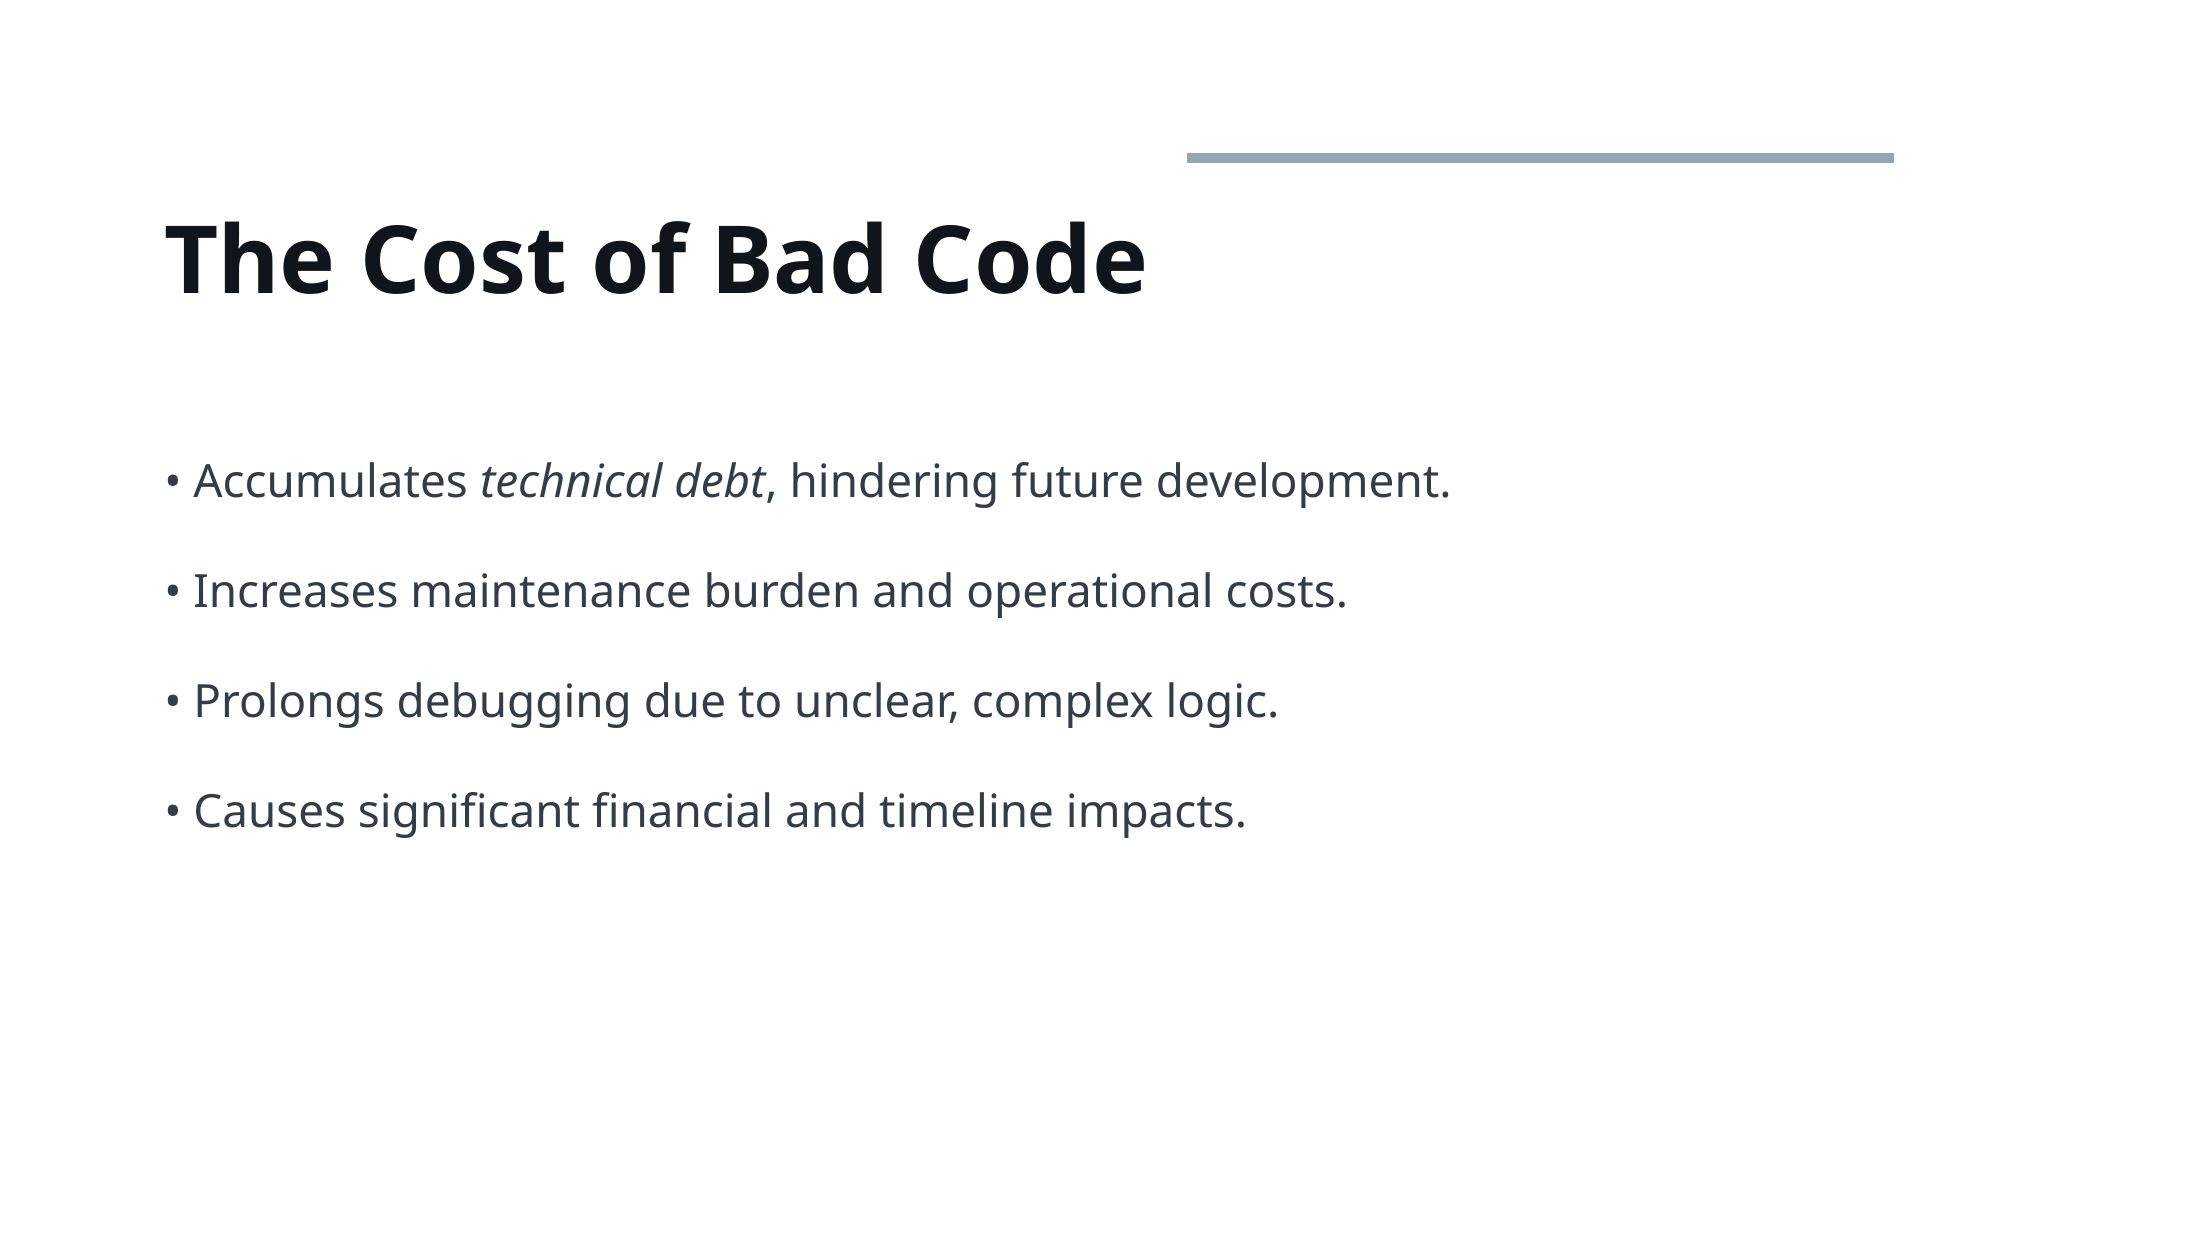 The Cost of Bad Code
• Accumulates technical debt, hindering future development.
• Increases maintenance burden and operational costs.
• Prolongs debugging due to unclear, complex logic.
• Causes significant financial and timeline impacts.